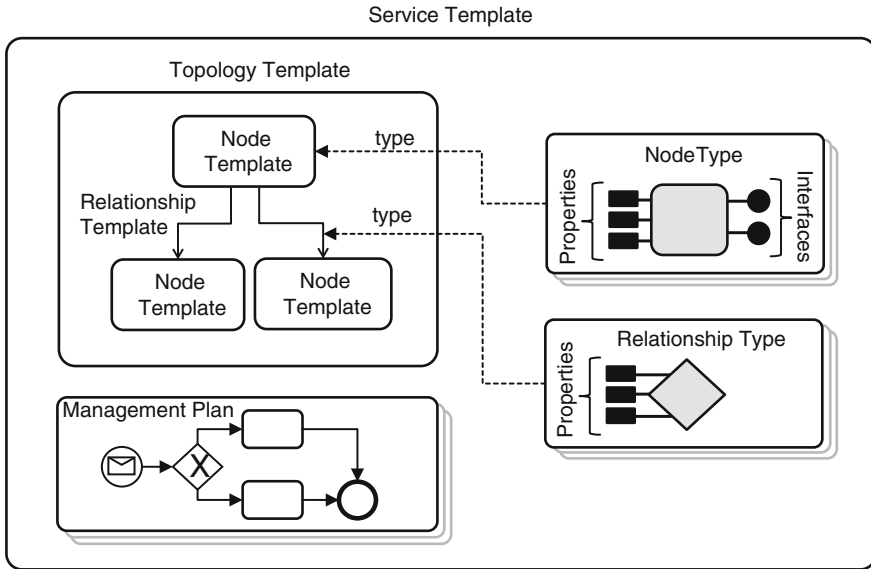 Service Template
Topology Template
Node
Template
type
NodeType
Properties
Interfaces
Relationship
Template
type
Node
Template
Node
Template
Relationship Type
Properties
Management Plan
X